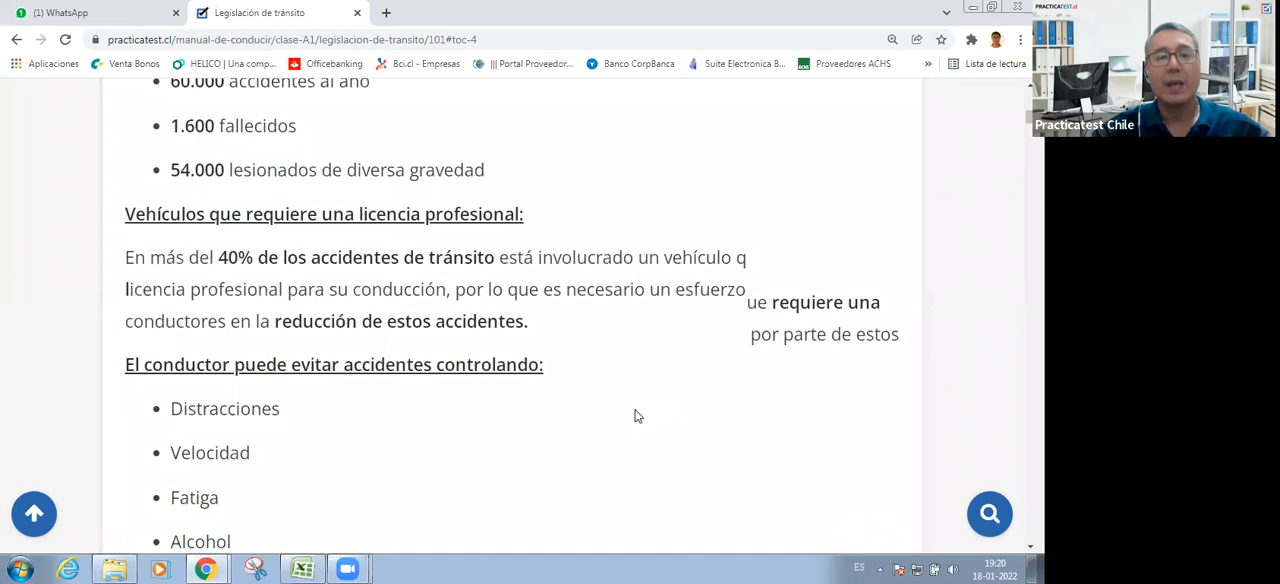 (1) WhatsApp
Legislación de tránsito
practicatest.cl/manual-de-conducir/clase-A1/legislacion-de-transito/101#toc-4
Aplicaciones
Venta Bonos
HELICO | Una comp...
Officebanking
Bci.cl - Empresas
||| Portal Proveedor...
Banco CorpBanca
Suite Electronica B...
Proveedores ACHS
»
Lista de lectura
PRACTICATEST.cl
Practicatest Chile
60.000 accidentes al año
1.600 fallecidos
54.000 lesionados de diversa gravedad
Vehículos que requiere una licencia profesional:
En más del 40% de los accidentes de tránsito está involucrado un vehículo q
ue requiere una
licencia profesional para su conducción, por lo que es necesario un esfuerzo
por parte de estos
conductores en la reducción de estos accidentes.
El conductor puede evitar accidentes controlando:
Distracciones
Velocidad
Fatiga
Alcohol
ES
19:20
18-01-2022